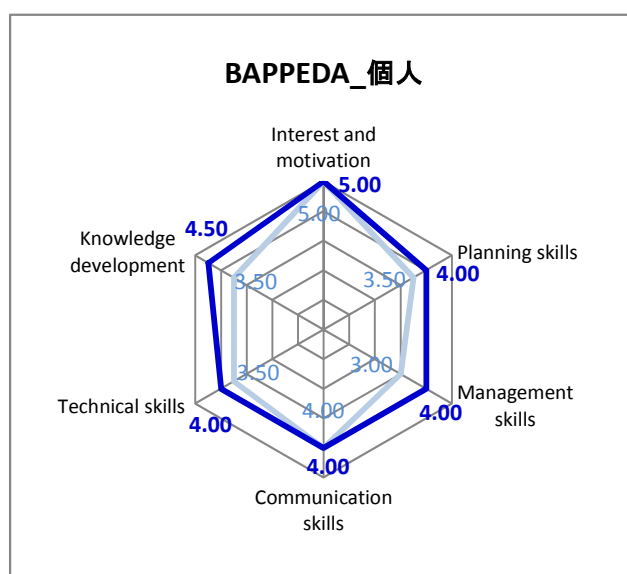 BAPPEDA_個人
Interest and
motivation
5.00
5.00
4.50
Knowledge
development
3.50
3.50
Planning skills
4.00
3.50
3.00
4.00
Technical skills
4.00
Management
skills
4.00
4.00
Communication
skills